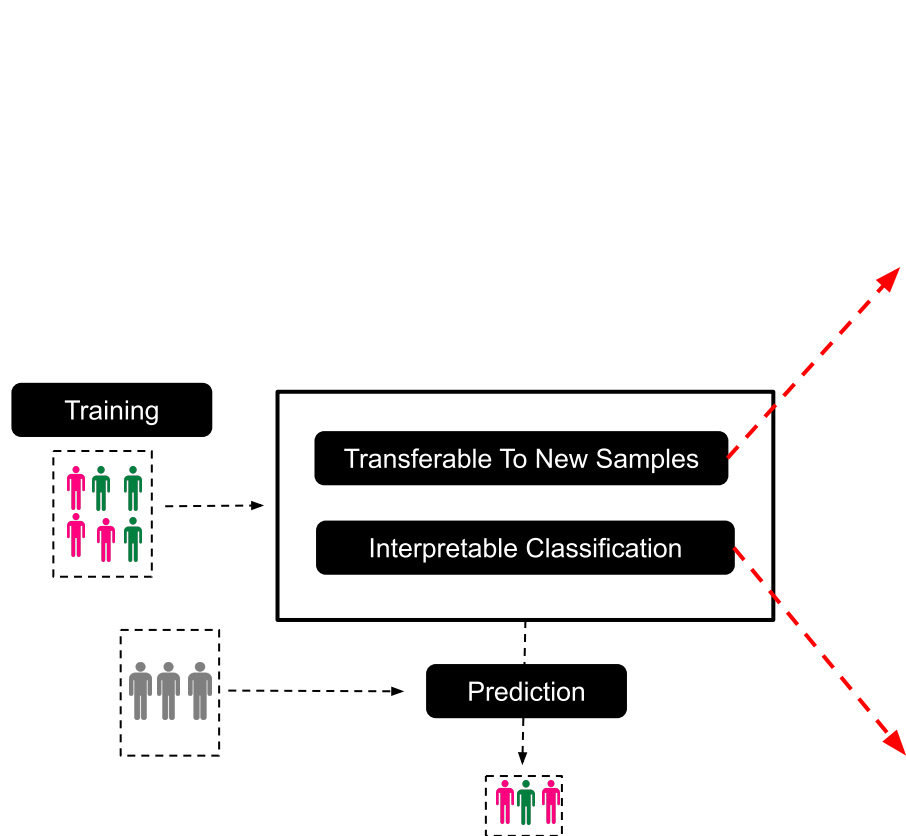 Training
Transferable To New Samples
Interpretable Classification
Prediction